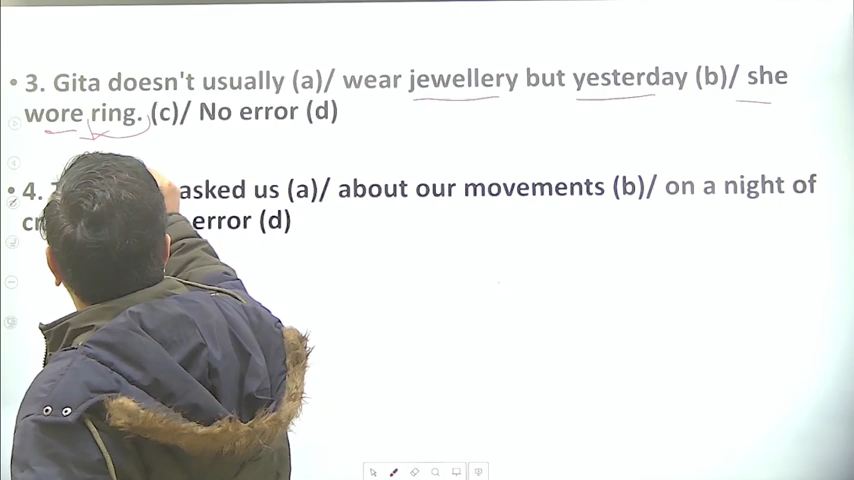 • 3. Gita doesn't usually (a)/ wear jewellery but yesterday (b)/ she
wore ring. (c)/ No error (d)
• 4. asked us (a)/ about our movements (b)/ on a night of
error (d)